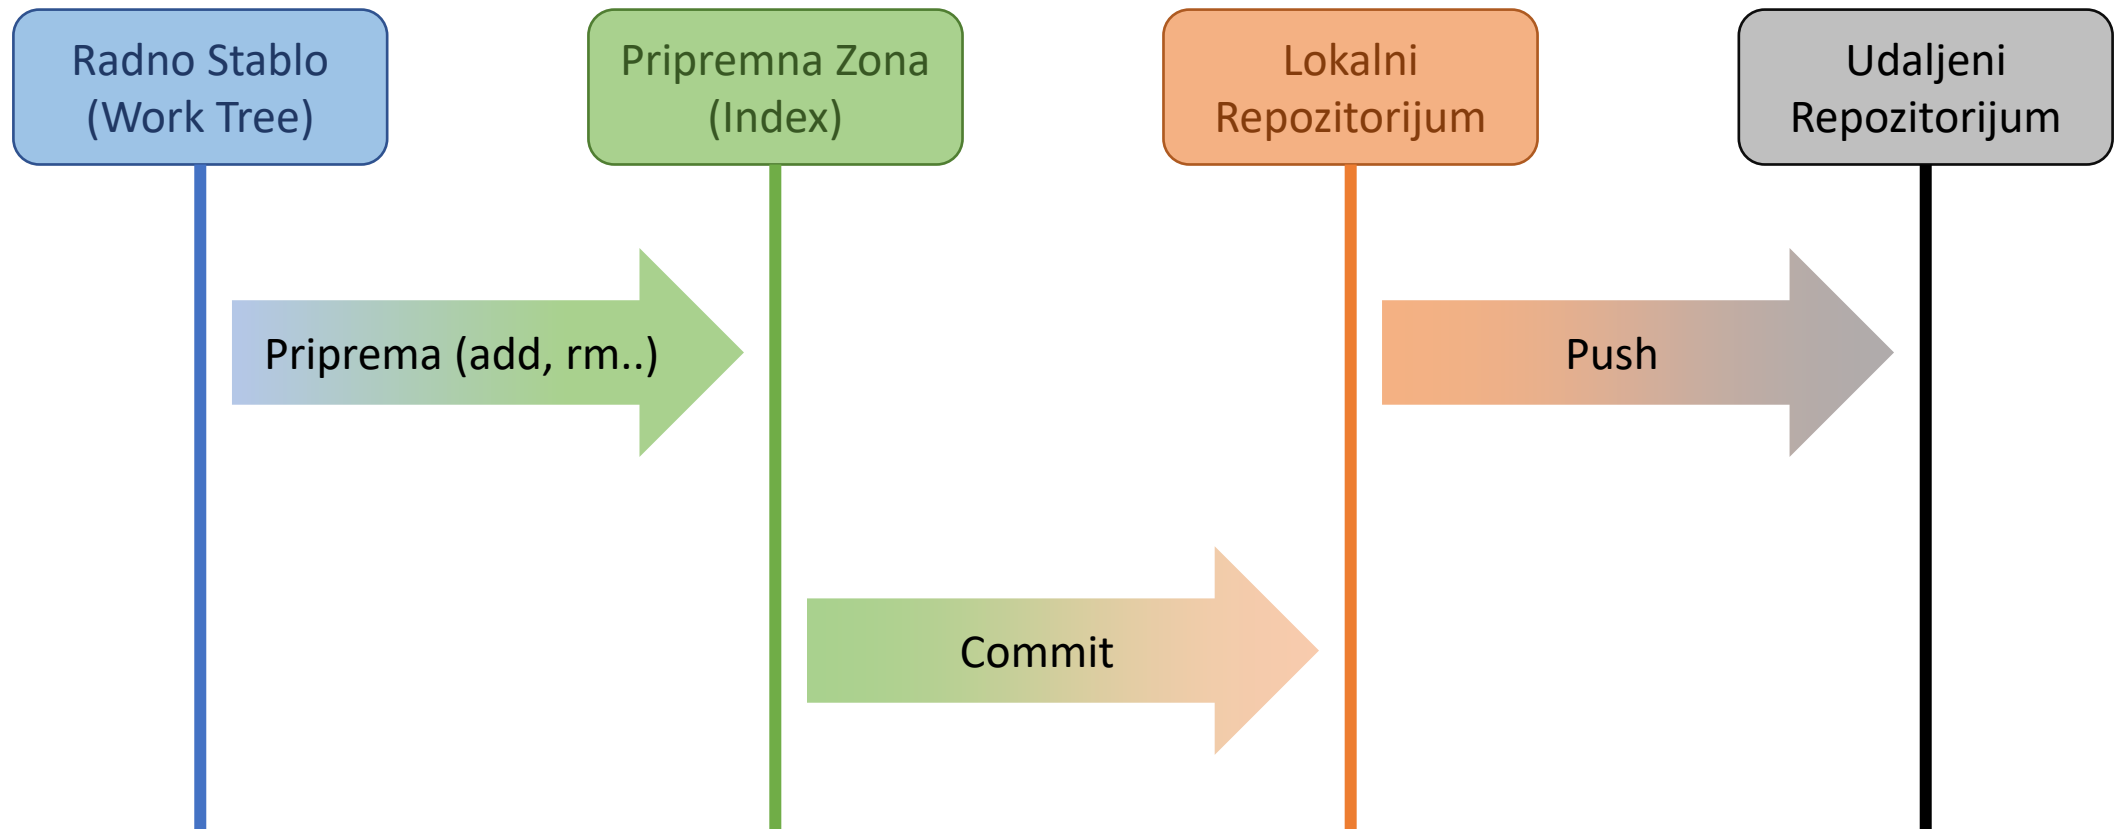 Radno Stablo
(Work Tree)
Pripremna Zona
(Index)
Lokalni
Repozitorijum
Udaljeni
Repozitorijum
Priprema (add, rm..)
Push
Commit